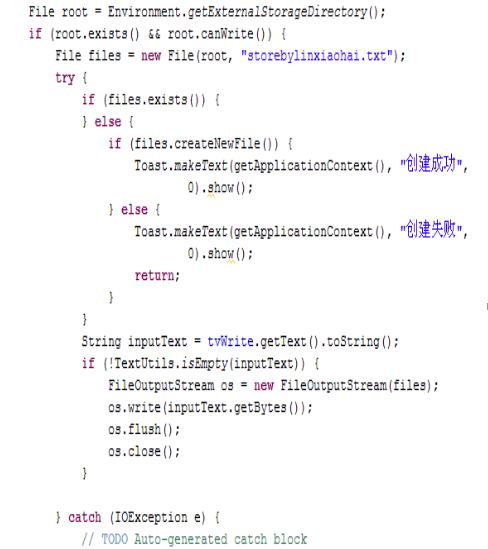 File root = Environment.getExternalStorageDirectory();
if (root.exists() && root.canWrite()) {
File files = new File(root, "storebylinxiaohai.txt");
try {
if (files.exists()) {
} else {
if (files.createNewFile()) {
Toast.makeText(getApplicationContext(), "创建成功",
0).show();
} else {
Toast.makeText(getApplicationContext(), "创建失败",
0).show();
return;
}
}
String inputText = tvWrite.getText().toString();
if (!TextUtils.isEmpty(inputText)) {
FileOutputStream os = new FileOutputStream(files);
os.write(inputText.getBytes());
os.flush();
os.close();
}
} catch (IOException e) {
// TODO Auto-generated catch block